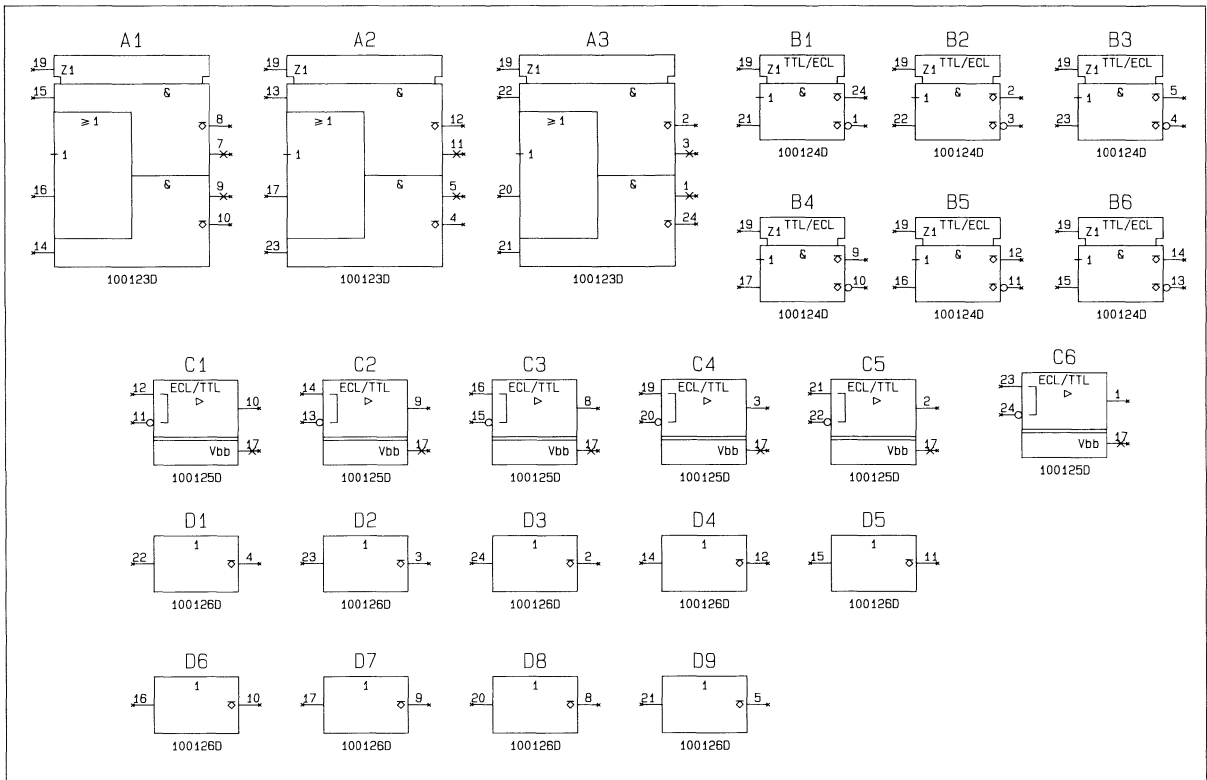 A1 A2 A3 B1 B2 B3
19 Z1 19 Z1 19 Z1 19 Z1 TTL/ECL 19 Z1 TTL/ECL 19 Z1 TTL/ECL
15 & 13 & 22 & 1 & 24 1 & 2 1 & 5
≥1 8 ≥1 12 ≥1 2 21 1 22 3 23 4
1 7 1 11 1 3 100124D 100124D 100124D
& 9 & 5 & 1
16 10 17 4 20 24
14 23 21
100123D 100123D 100123D
B4 B5 B6
19 Z1 TTL/ECL 19 Z1 TTL/ECL 19 Z1 TTL/ECL
1 & 9 1 & 12 1 & 14
17 10 16 11 15 13
100124D 100124D 100124D
C1 C2 C3 C4 C5 C6
12 ECL/TTL 10 14 ECL/TTL 9 16 ECL/TTL 8 19 ECL/TTL 3 21 ECL/TTL 2 23 ECL/TTL 1
11 13 15 20 22 24
Vbb 17 Vbb 17 Vbb 17 Vbb 17 Vbb 17 Vbb 17
100125D 100125D 100125D 100125D 100125D 100125D
D1 D2 D3 D4 D5
22 1 4 23 1 3 24 1 2 14 1 12 15 1 11
100126D 100126D 100126D 100126D 100126D
D6 D7 D8 D9
16 1 10 17 1 9 20 1 8 21 1 5
100126D 100126D 100126D 100126D